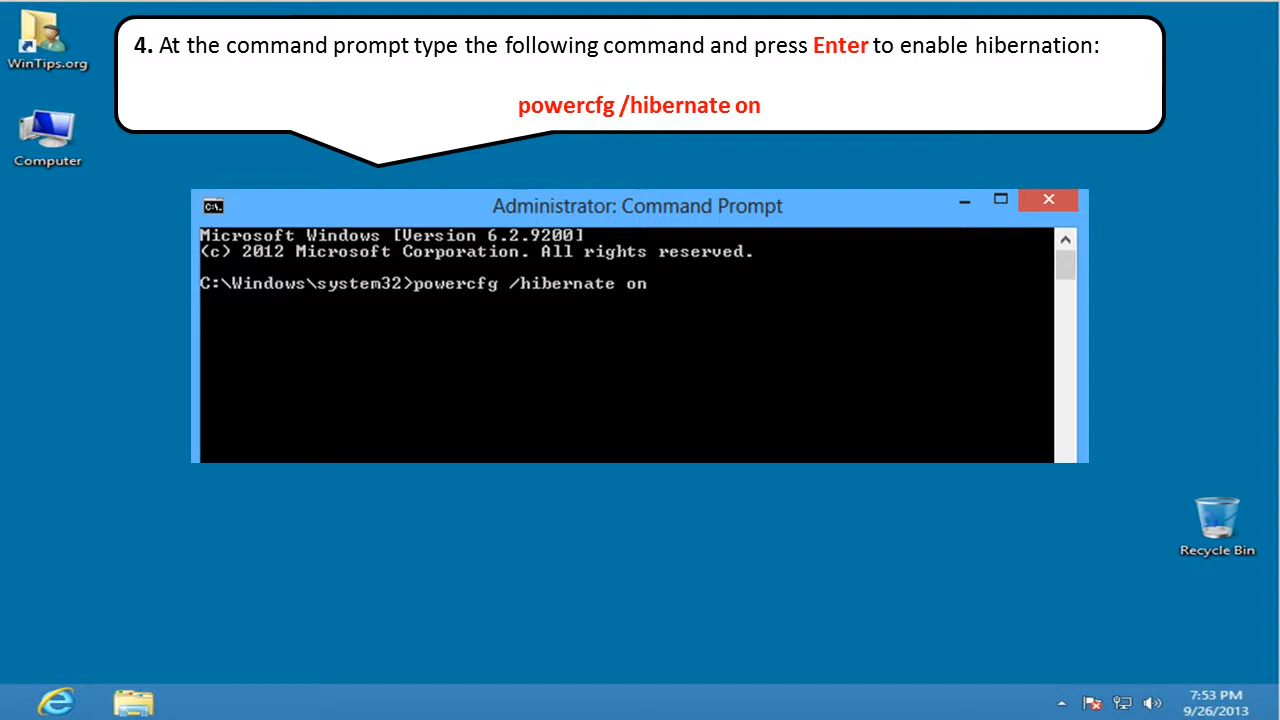 WinTips.org
Computer
4. At the command prompt type the following command and press Enter to enable hibernation:
powercfg /hibernate on
C:\.
Administrator: Command Prompt
Microsoft Windows [Version 6.2.9200]
(c) 2012 Microsoft Corporation. All rights reserved.
C:\Windows\system32>powercfg /hibernate on
Recycle Bin
7:53 PM
9/26/2013